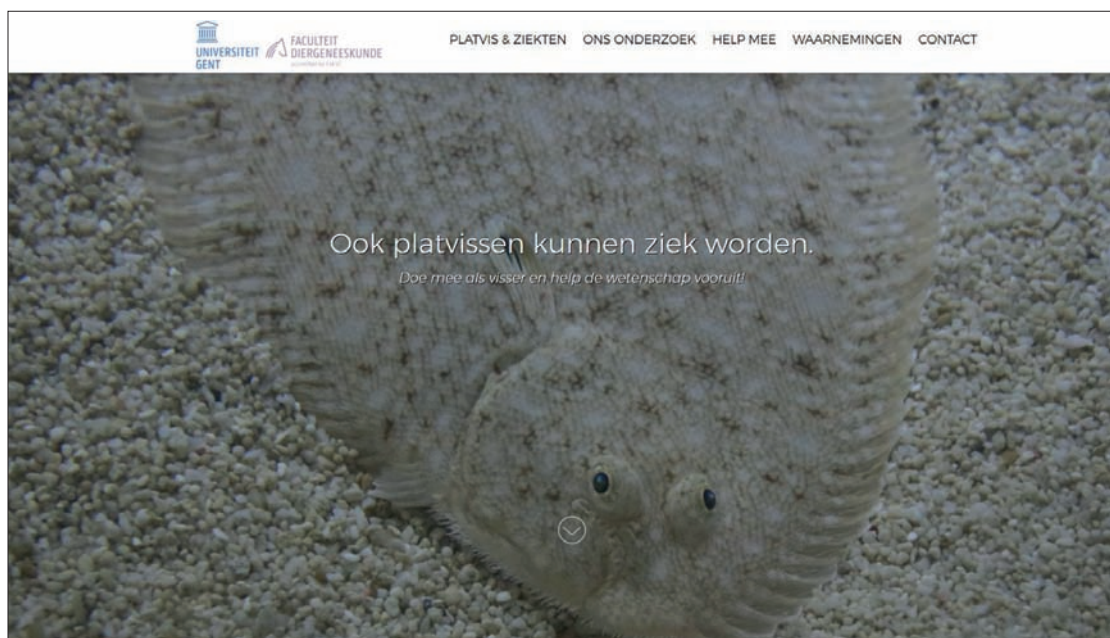 UNIVERSITEIT
GENT
FACULTEIT
DIERGENEESKUNDE
PLATVIS & ZIEKTEN ONS ONDERZOEK HELP MEE WAARNEMINGEN CONTACT
Ook platvissen kunnen ziek worden.
Doe mee als visser en help de wetenschap vooruit!